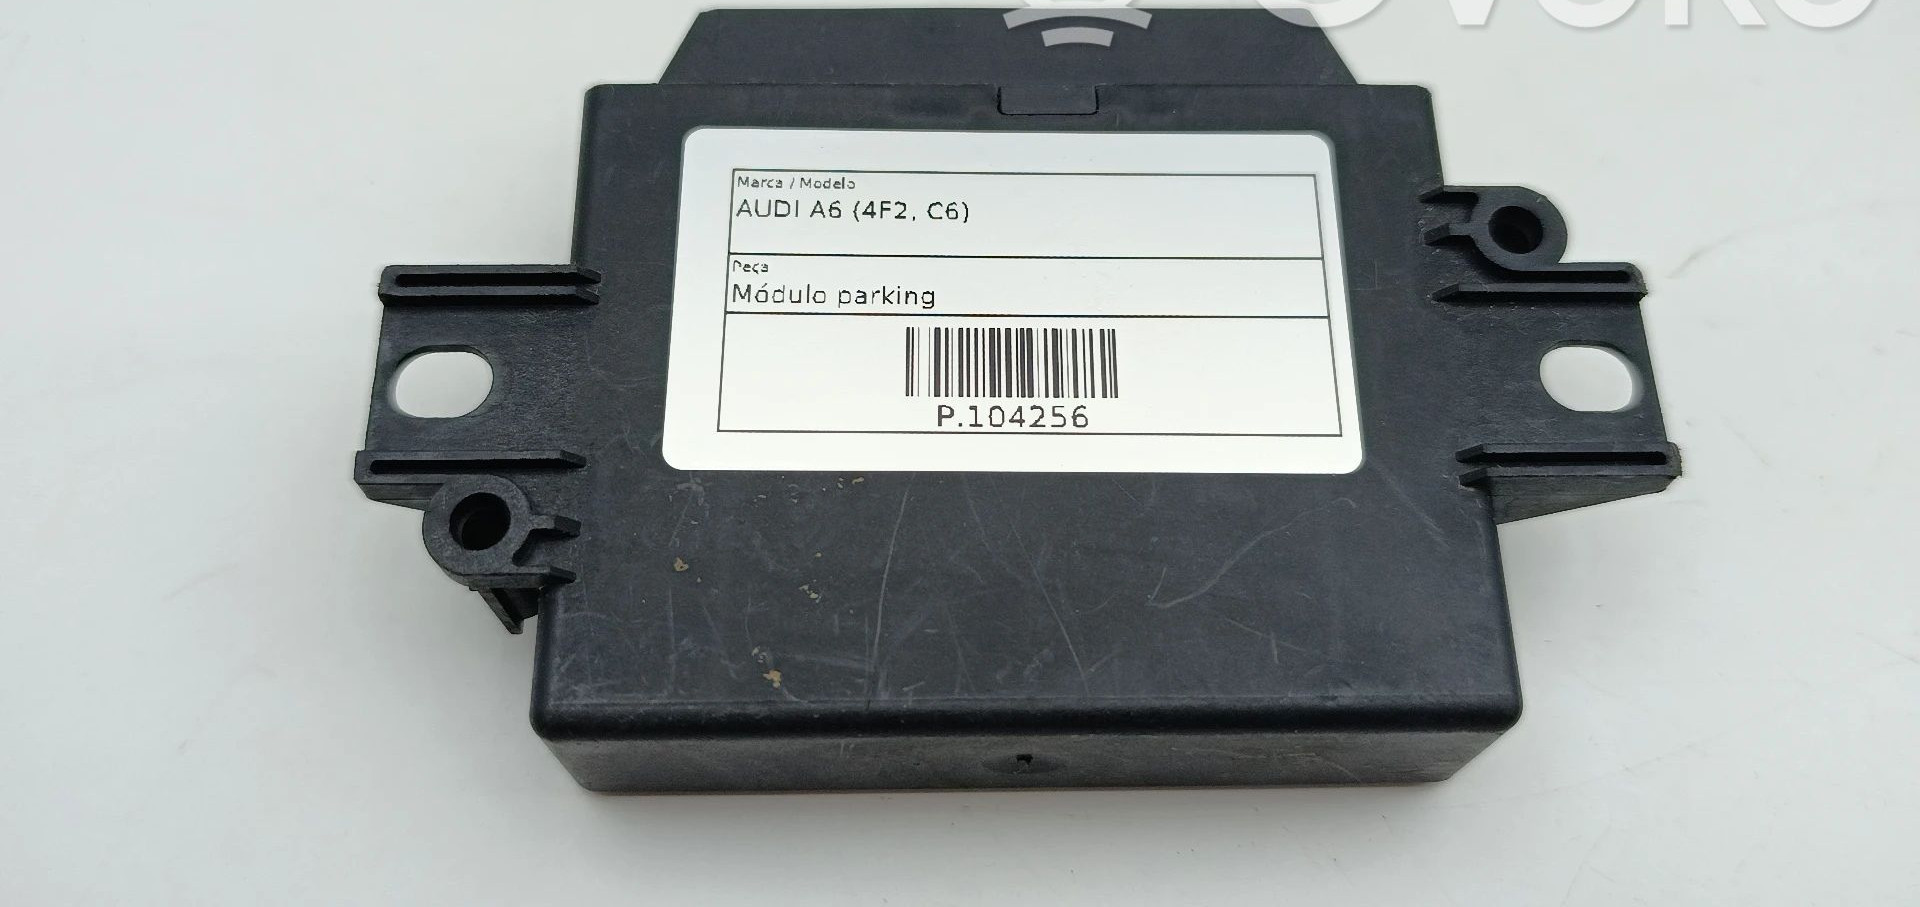 Marca / Modelo
AUDI A6 (4F2, C6)
Peça
Módulo parking
P.104256